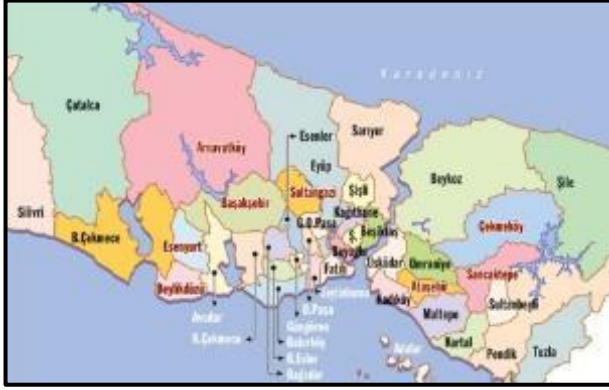 Karadeniz
Çatalca
Arnavutköy
Esenler
Sarıyer
Eyüp
Beykoz
Şile
Sultangazi
Şişli
Başakşehir
Kağıthane
Silivri
G.O.Paşa
Beşiktaş
Çekmeköy
B.Çekmece
Esenyurt
Beyoğlu
Üsküdar
Ümraniye
Fatih
Ataşehir
Sancaktepe
Beylikdüzü
Zeytinburnu
Kadıköy
Sultanbeyli
B.Paşa
Maltepe
Avcılar
Güngören
K.Çekmece
Bakırköy
Adalar
Kartal
Pendik
Tuzla
B.Evler
Bağcılar